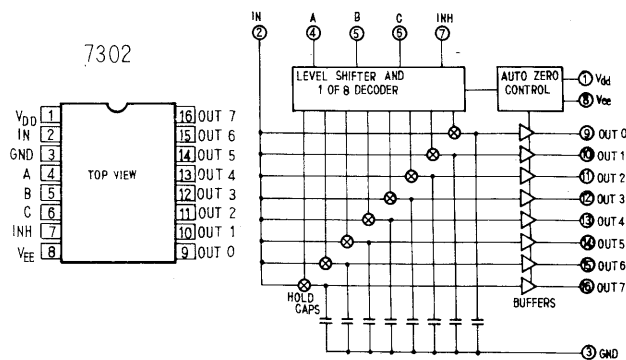 7302
V_DD 1
IN 2
GND 3
A 4
B 5
C 6
INH 7
V_EE 8
TOP VIEW
16 OUT 7
15 OUT 6
14 OUT 5
13 OUT 4
12 OUT 3
11 OUT 2
10 OUT 1
9 OUT 0
IN A B C INH
2 4 5 6 7
LEVEL SHIFTER AND
1 OF 8 DECODER
AUTO ZERO
CONTROL
1 Vdd
8 Vee
9 OUT 0
10 OUT 1
11 OUT 2
12 OUT 3
13 OUT 4
14 OUT 5
15 OUT 6
16 OUT 7
HOLD
CAPS
BUFFERS
3 GND